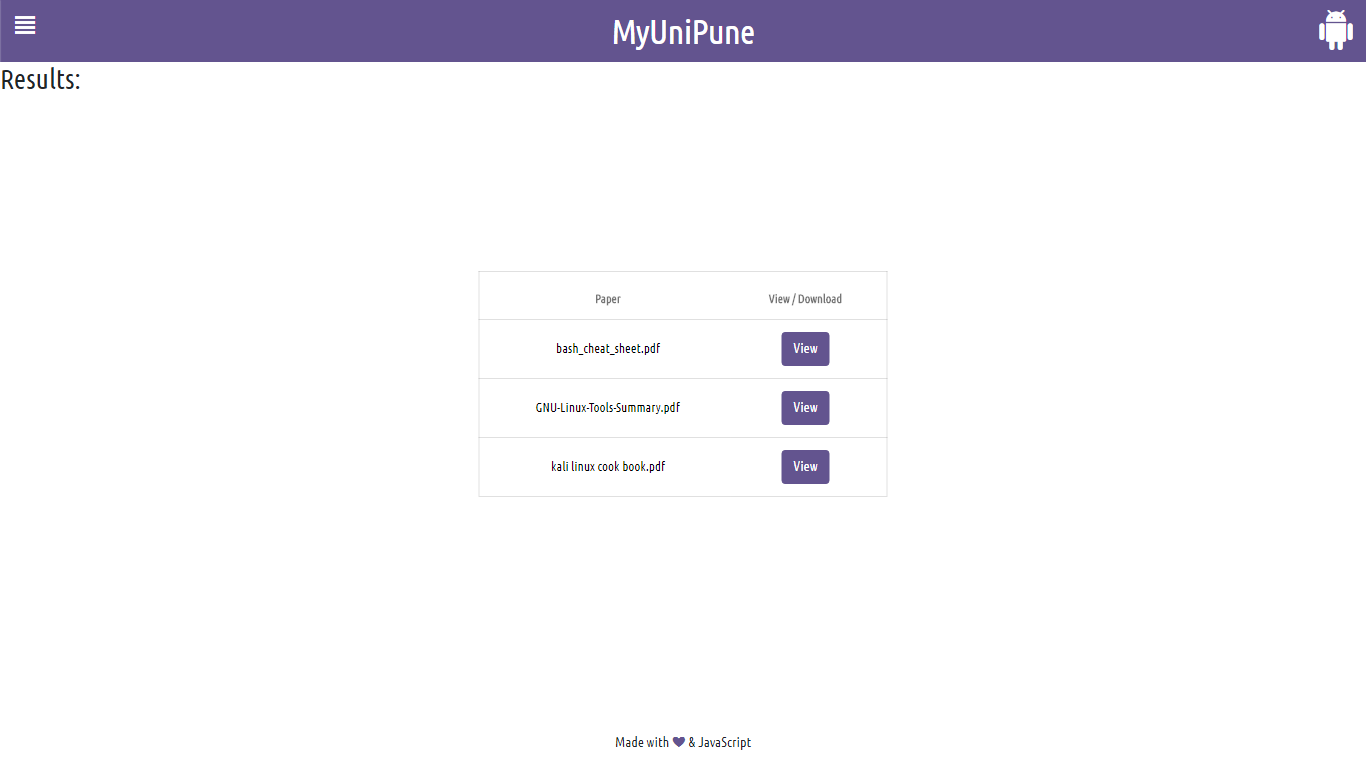 MyUniPune
Results:
Paper View / Download
bash_cheat_sheet.pdf View
GNU-Linux-Tools-Summary.pdf View
kali linux cook book.pdf View
Made with & JavaScript